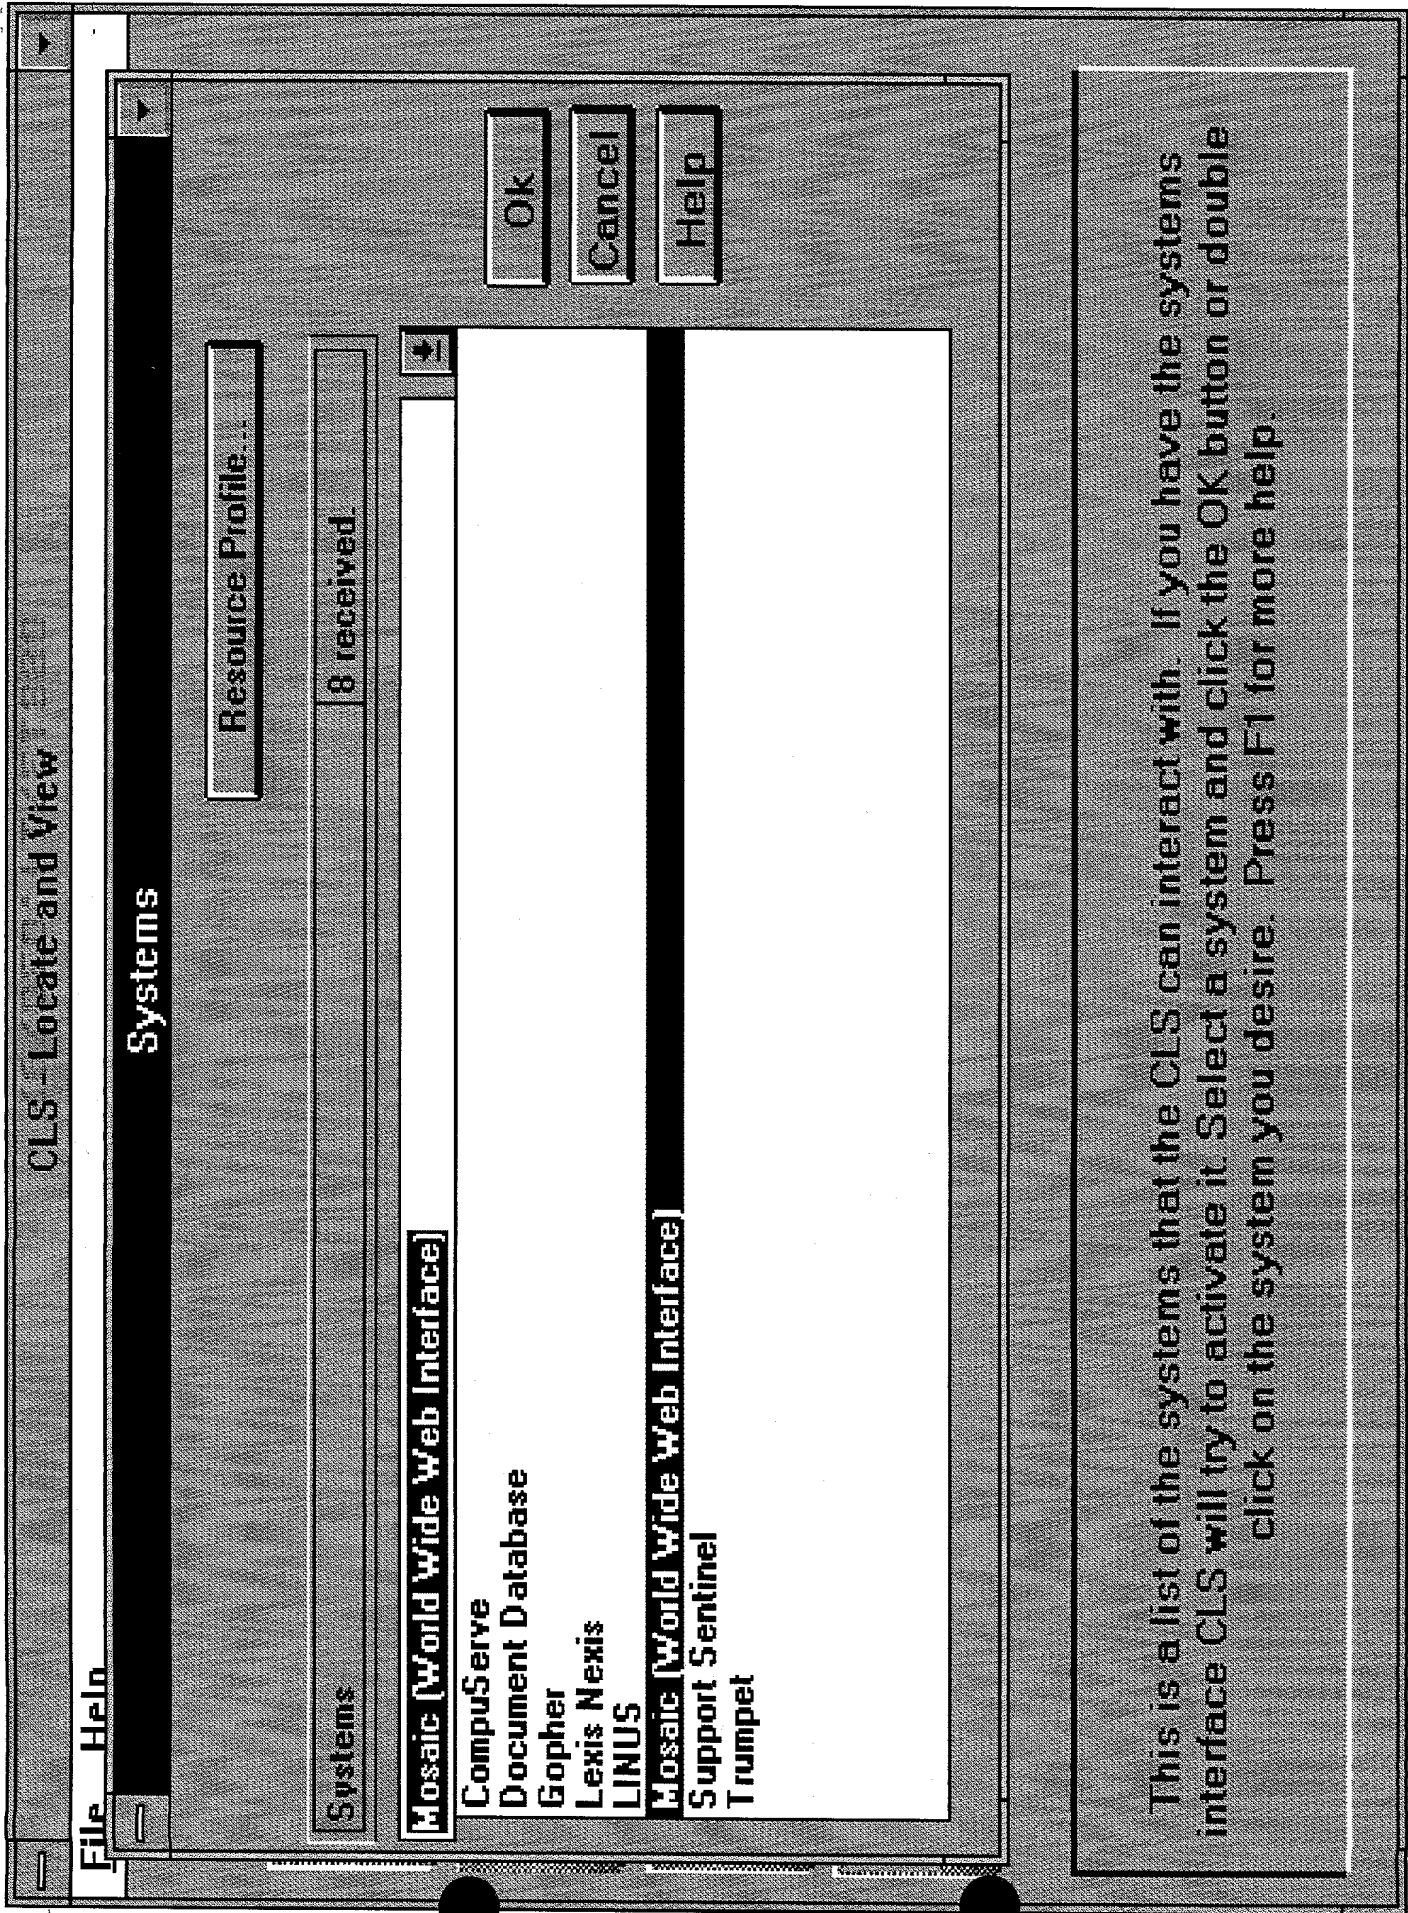 CLS - Locate and View
File Help
Systems
Resource Profile...
Systems
8 received.
Mosaic (World Wide Web Interface)
CompuServe
Document Database
Gopher
Lexis Nexis
LINUS
Mosaic (World Wide Web Interface)
Support Sentinel
Trumpet
Ok
Cancel
Help
This is a list of the systems that the CLS can interact with. If you have the systems
interface CLS will try to activate it. Select a system and click the OK button or double
click on the system you desire. Press F1 for more help.